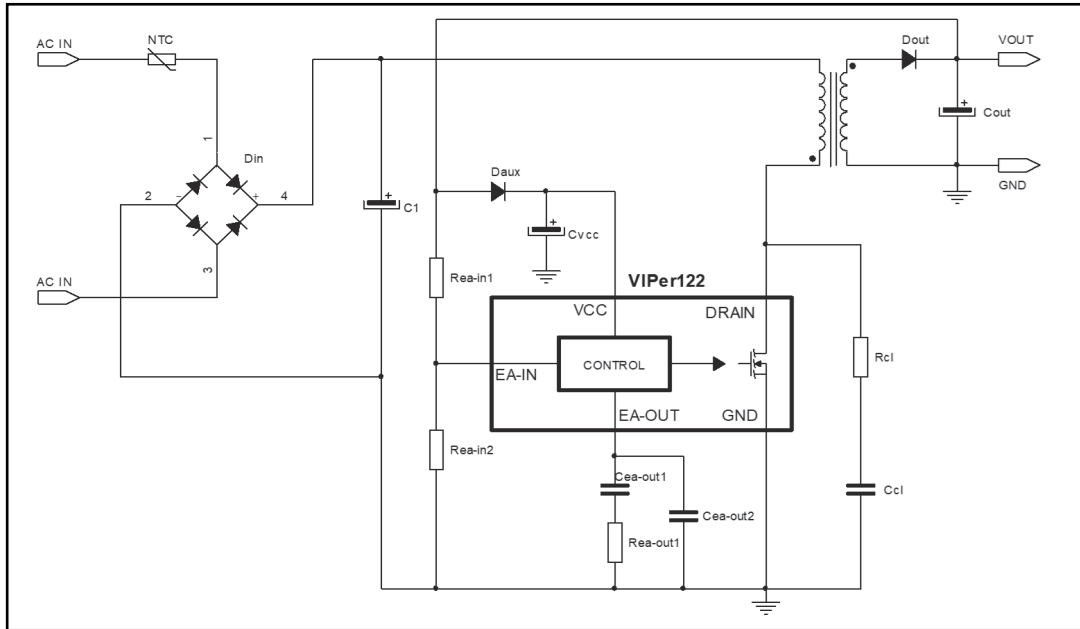 AC IN
NTC
Dout
VOUT
Cout
GND
1
Din
2
4
3
C1
Daux
Cvcc
AC IN
Rea-in1
VIPer122
VCC
DRAIN
CONTROL
EA-IN
EA-OUT
GND
Rcl
Rea-in2
Cea-out1
Cea-out2
Rea-out1
Ccl